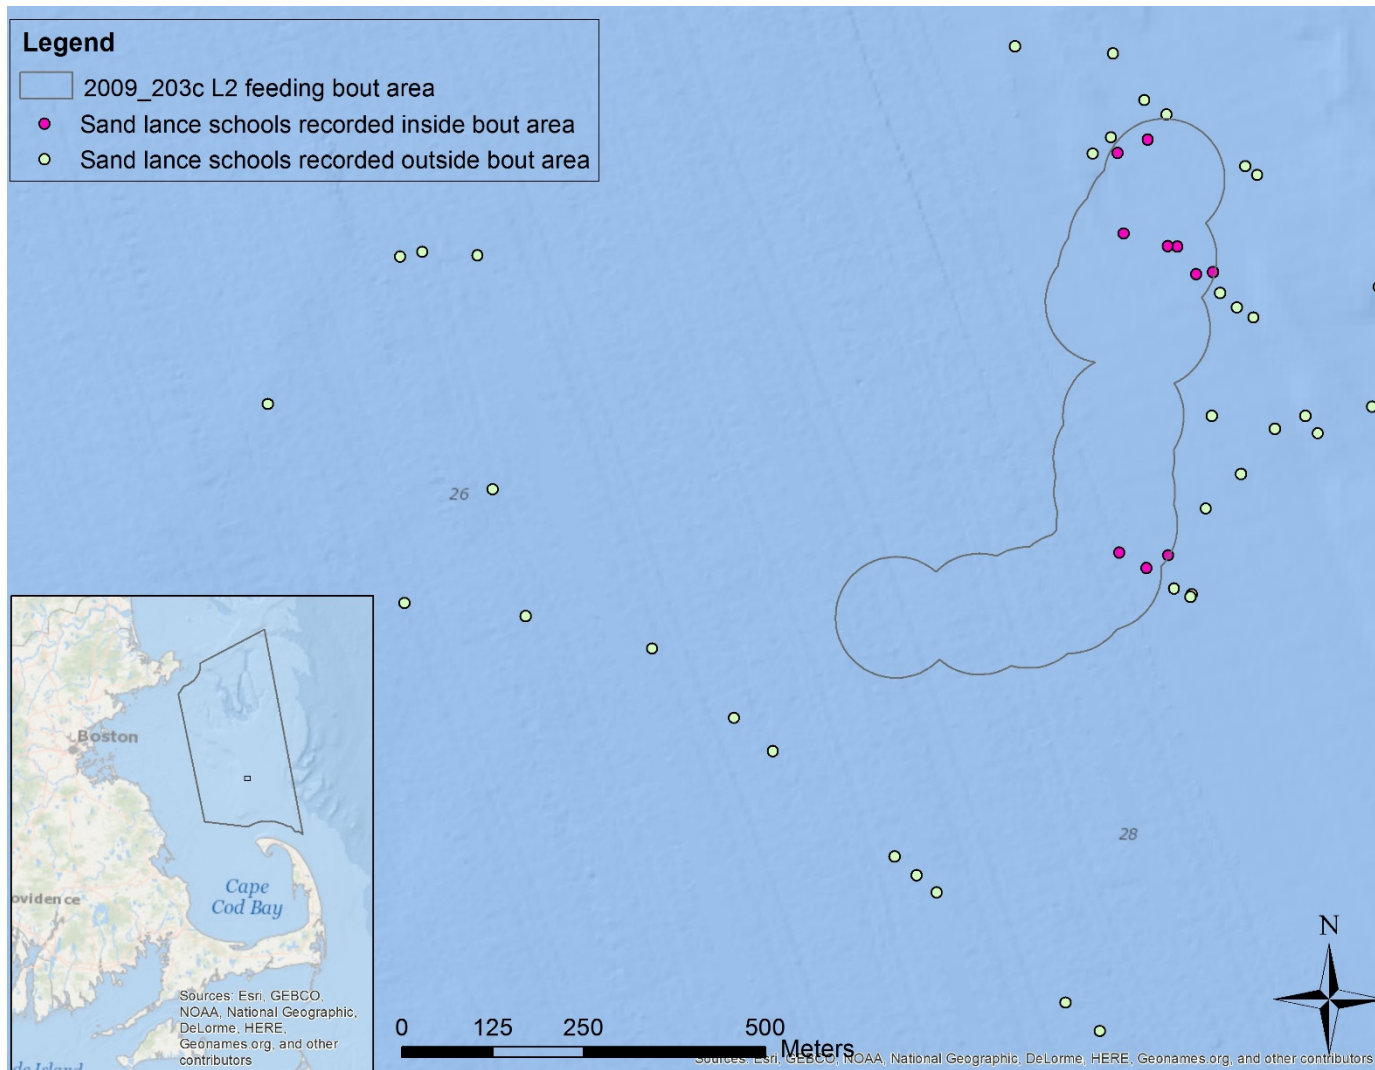 Legend
2009_203c L2 feeding bout area
Sand lance schools recorded inside bout area
Sand lance schools recorded outside bout area
26
28
Boston
Cape
Cod Bay
ovidence
de Island
Sources: Esri, GEBCO,
NOAA, National Geographic,
DeLorme, HERE,
Geonames.org, and other
contributors
0 125 250 500
Meters
N
Sources: Esri, GEBCO, NOAA, National Geographic, DeLorme, HERE, Geonames.org, and other contributors